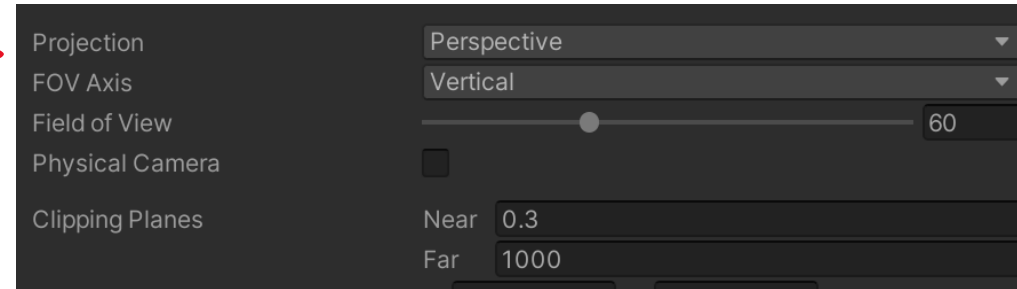 Projection Perspective
FOV Axis Vertical
Field of View 60
Physical Camera
Clipping Planes Near 0.3
Far 1000